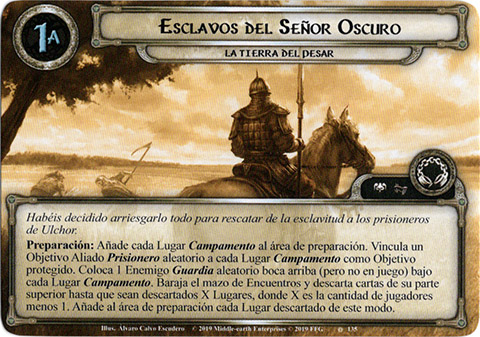 1A
Esclavos del Señor Oscuro
La Tierra del Pesar
Habéis decidido arriesgarlo todo para rescatar de la esclavitud a los prisioneros
de Ulchor.
Preparación: Añade cada Lugar Campamento al área de preparación. Vincula un
Objetivo Aliado Prisionero aleatorio a cada Lugar Campamento como Objetivo
protegido. Coloca 1 Enemigo Guardia aleatorio boca arriba (pero no en juego) bajo
cada Lugar Campamento. Baraja el mazo de Encuentros y descarta cartas de su parte
superior hasta que sean descartados X Lugares, donde X es la cantidad de jugadores
menos 1. Añade al área de preparación cada Lugar descartado de este modo.
Illus. Álvaro Calvo Escudero © 2019 Middle-earth Enterprises © 2019 FFG 135